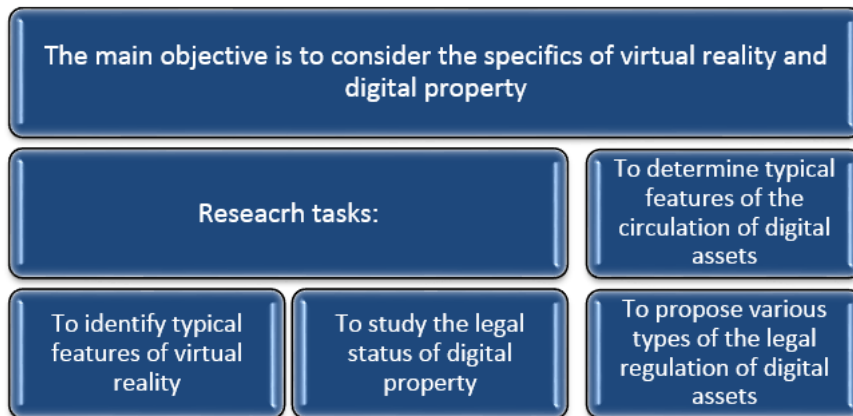 The main objective is to consider the specifics of virtual reality and
digital property
Reseacrh tasks:
To determine typical
features of the
circulation of digital
assets
To identify typical
features of virtual
reality
To study the legal
status of digital
property
To propose various
types of the legal
regulation of digital
assets